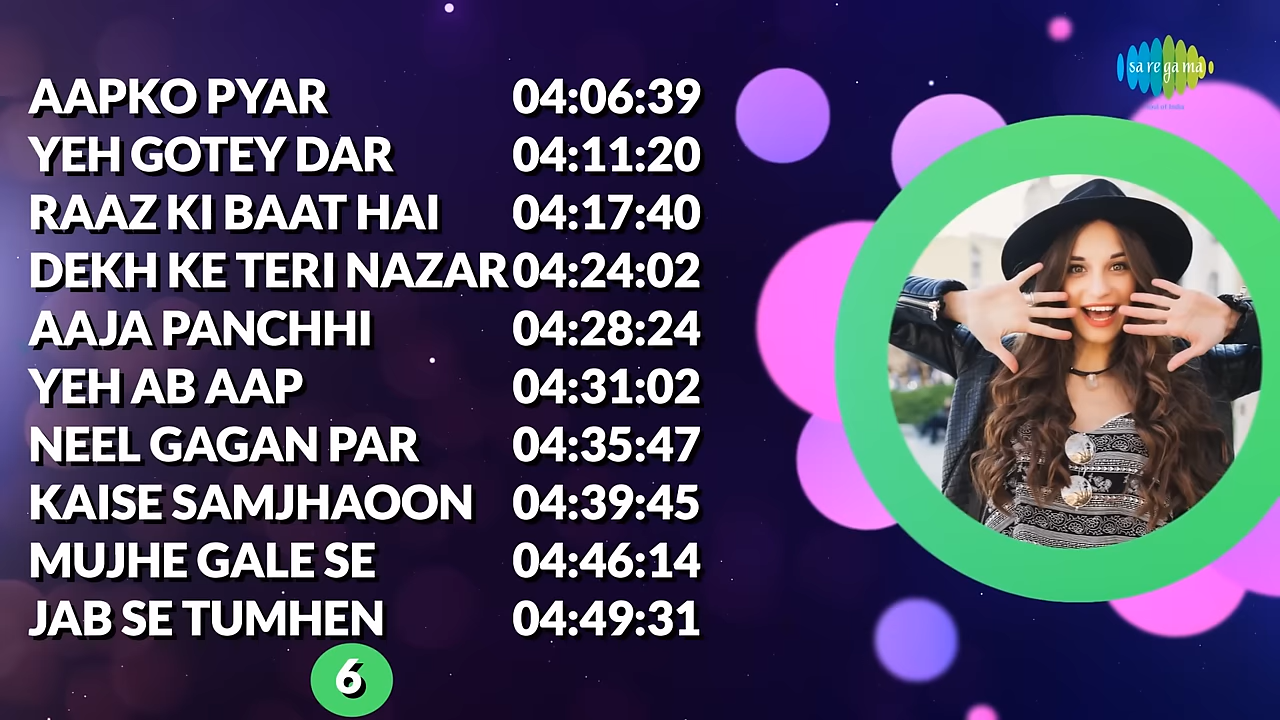 sa re ga ma
soul of India
AAPKO PYAR 04:06:39
YEH GOTEY DAR 04:11:20
RAAZ KI BAAT HAI 04:17:40
DEKH KE TERI NAZAR 04:24:02
AAJA PANCHHI 04:28:24
YEH AB AAP 04:31:02
NEEL GAGAN PAR 04:35:47
KAISE SAMJHAOON 04:39:45
MUJHE GALE SE 04:46:14
JAB SE TUMHEN 04:49:31
6